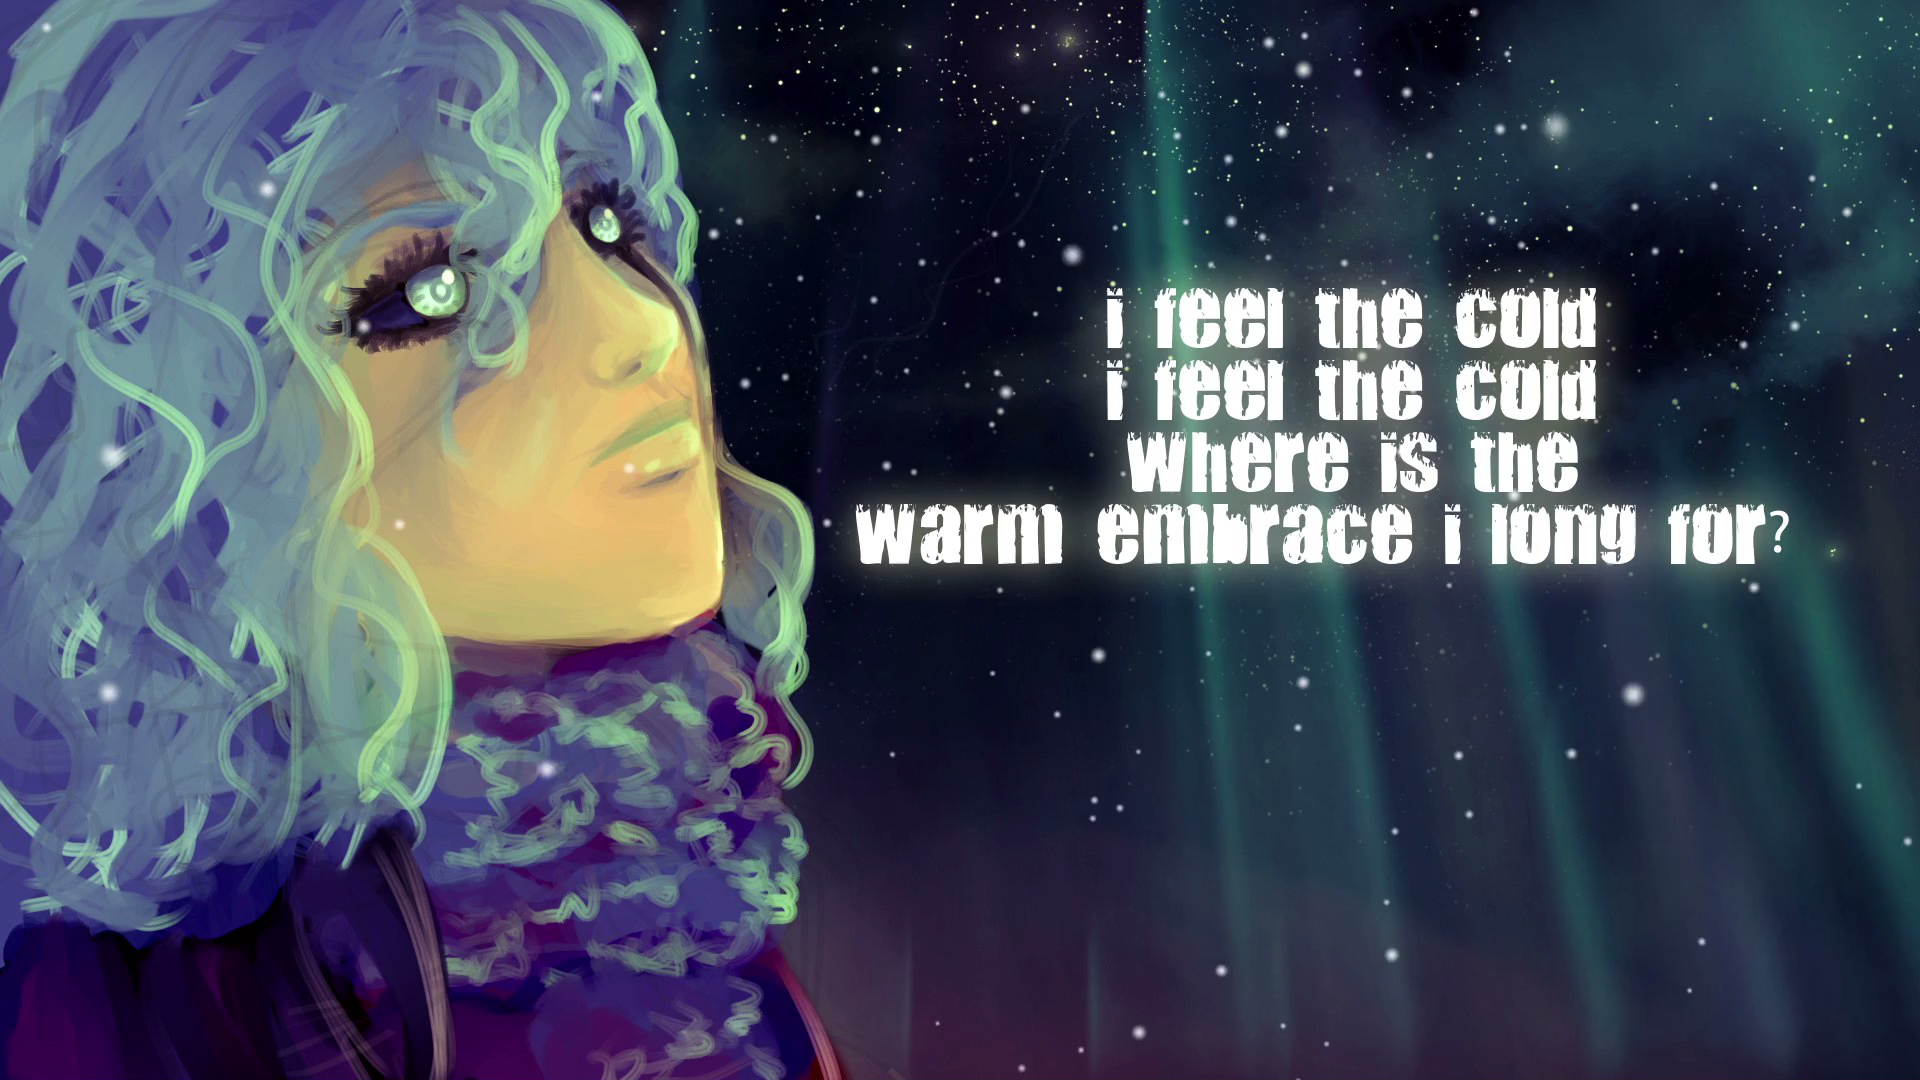 i feel the cold
i feel the cold
where is the
warm embrace i long for?